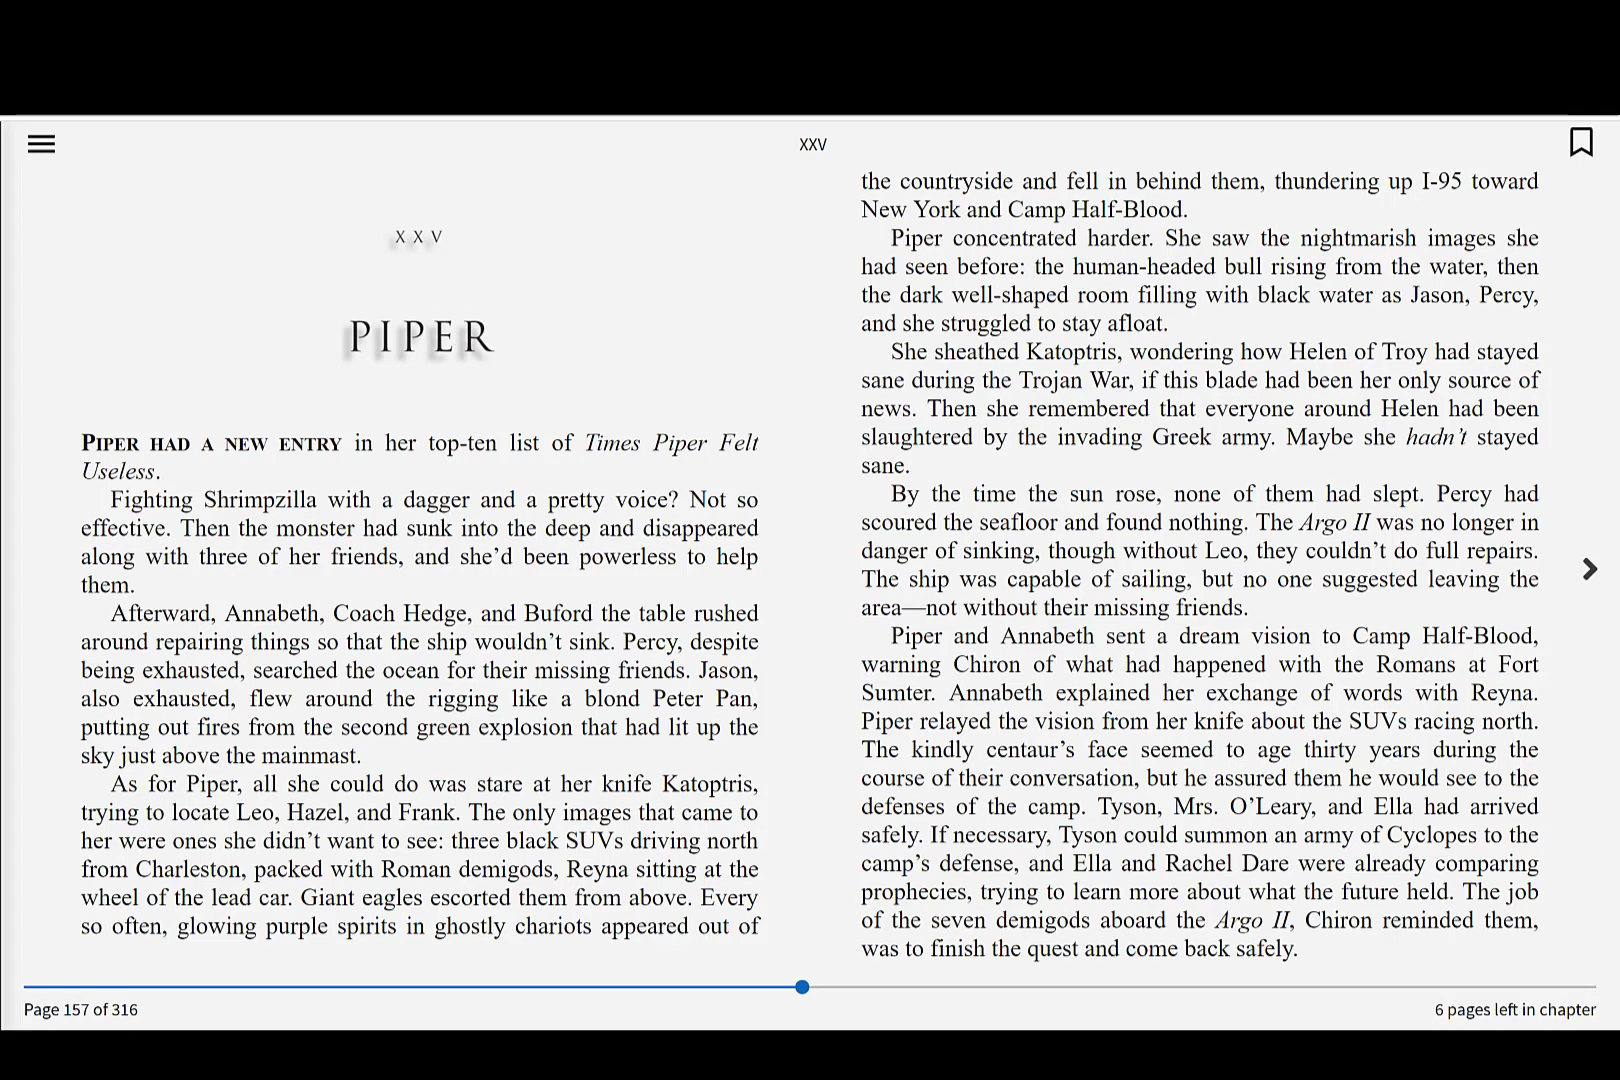 XXV
X X V
PIPER
PIPER HAD A NEW ENTRY in her top-ten list of Times Piper Felt
Useless.
Fighting Shrimpzilla with a dagger and a pretty voice? Not so
effective. Then the monster had sunk into the deep and disappeared
along with three of her friends, and she’d been powerless to help
them.
Afterward, Annabeth, Coach Hedge, and Buford the table rushed
around repairing things so that the ship wouldn’t sink. Percy, despite
being exhausted, searched the ocean for their missing friends. Jason,
also exhausted, flew around the rigging like a blond Peter Pan,
putting out fires from the second green explosion that had lit up the
sky just above the mainmast.
As for Piper, all she could do was stare at her knife Katoptris,
trying to locate Leo, Hazel, and Frank. The only images that came to
her were ones she didn’t want to see: three black SUVs driving north
from Charleston, packed with Roman demigods, Reyna sitting at the
wheel of the lead car. Giant eagles escorted them from above. Every
so often, glowing purple spirits in ghostly chariots appeared out of
the countryside and fell in behind them, thundering up I-95 toward
New York and Camp Half-Blood.
Piper concentrated harder. She saw the nightmarish images she
had seen before: the human-headed bull rising from the water, then
the dark well-shaped room filling with black water as Jason, Percy,
and she struggled to stay afloat.
She sheathed Katoptris, wondering how Helen of Troy had stayed
sane during the Trojan War, if this blade had been her only source of
news. Then she remembered that everyone around Helen had been
slaughtered by the invading Greek army. Maybe she hadn’t stayed
sane.
By the time the sun rose, none of them had slept. Percy had
scoured the seafloor and found nothing. The Argo II was no longer in
danger of sinking, though without Leo, they couldn’t do full repairs.
The ship was capable of sailing, but no one suggested leaving the
area—not without their missing friends.
Piper and Annabeth sent a dream vision to Camp Half-Blood,
warning Chiron of what had happened with the Romans at Fort
Sumter. Annabeth explained her exchange of words with Reyna.
Piper relayed the vision from her knife about the SUVs racing north.
The kindly centaur’s face seemed to age thirty years during the
course of their conversation, but he assured them he would see to the
defenses of the camp. Tyson, Mrs. O’Leary, and Ella had arrived
safely. If necessary, Tyson could summon an army of Cyclopes to the
camp’s defense, and Ella and Rachel Dare were already comparing
prophecies, trying to learn more about what the future held. The job
of the seven demigods aboard the Argo II, Chiron reminded them,
was to finish the quest and come back safely.
Page 157 of 316
6 pages left in chapter